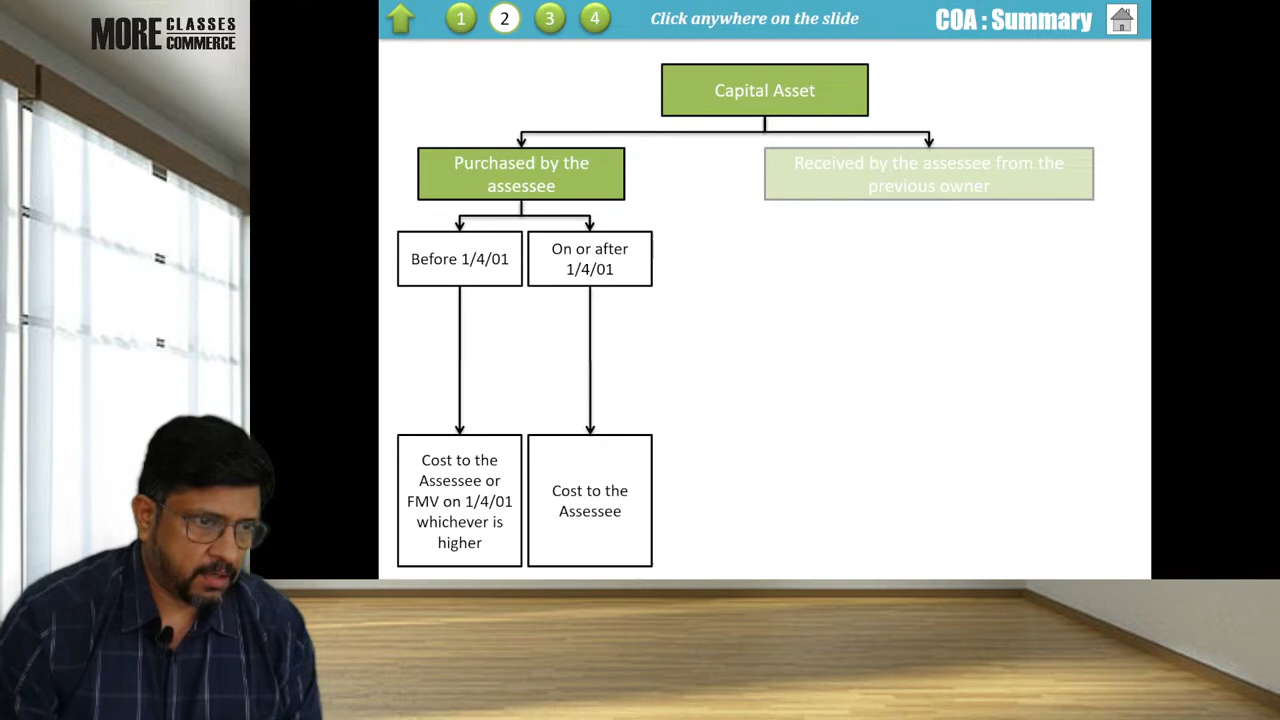 MORE CLASSES COMMERCE
1 2 3 4
Click anywhere on the slide
COA : Summary
Capital Asset
Purchased by the
assessee
Received by the assessee from the
previous owner
Before 1/4/01
On or after
1/4/01
Cost to the
Assessee or
FMV on 1/4/01
whichever is
higher
Cost to the
Assessee